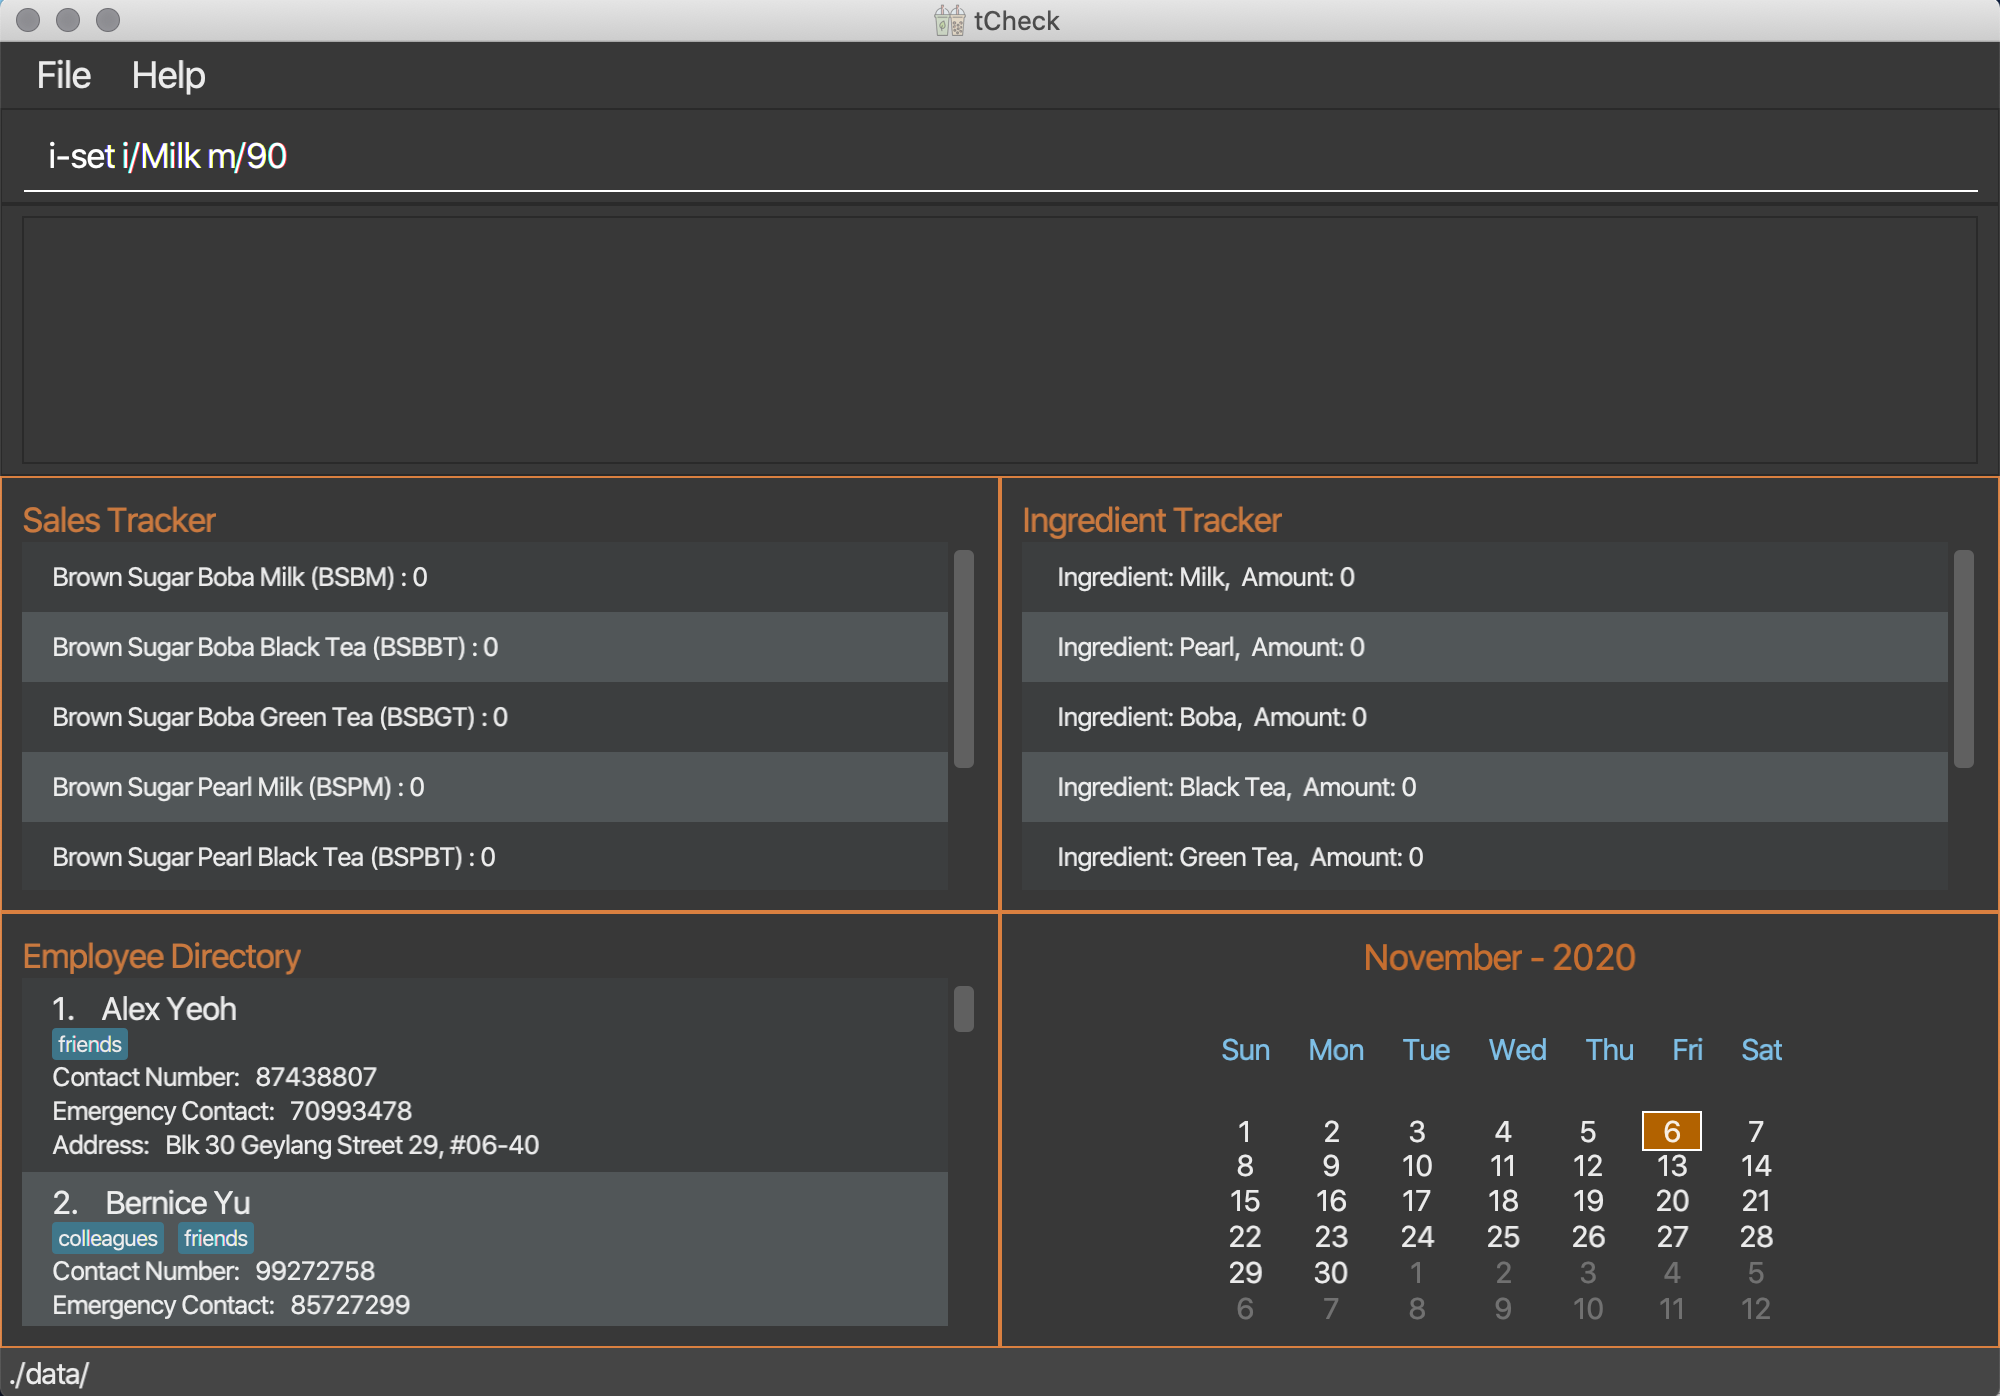 tCheck
File Help
i-set i/Milk m/90
Sales Tracker
Brown Sugar Boba Milk (BSBM) : 0
Brown Sugar Boba Black Tea (BSBBT) : 0
Brown Sugar Boba Green Tea (BSBGT) : 0
Brown Sugar Pearl Milk (BSPM) : 0
Brown Sugar Pearl Black Tea (BSPBT) : 0
Ingredient Tracker
Ingredient: Milk, Amount: 0
Ingredient: Pearl, Amount: 0
Ingredient: Boba, Amount: 0
Ingredient: Black Tea, Amount: 0
Ingredient: Green Tea, Amount: 0
Employee Directory
1. Alex Yeoh
friends
Contact Number: 87438807
Emergency Contact: 70993478
Address: Blk 30 Geylang Street 29, #06-40
2. Bernice Yu
colleagues friends
Contact Number: 99272758
Emergency Contact: 85727299
November - 2020
Sun Mon Tue Wed Thu Fri Sat
1 2 3 4 5 6 7
8 9 10 11 12 13 14
15 16 17 18 19 20 21
22 23 24 25 26 27 28
29 30 1 2 3 4 5
6 7 8 9 10 11 12
./data/